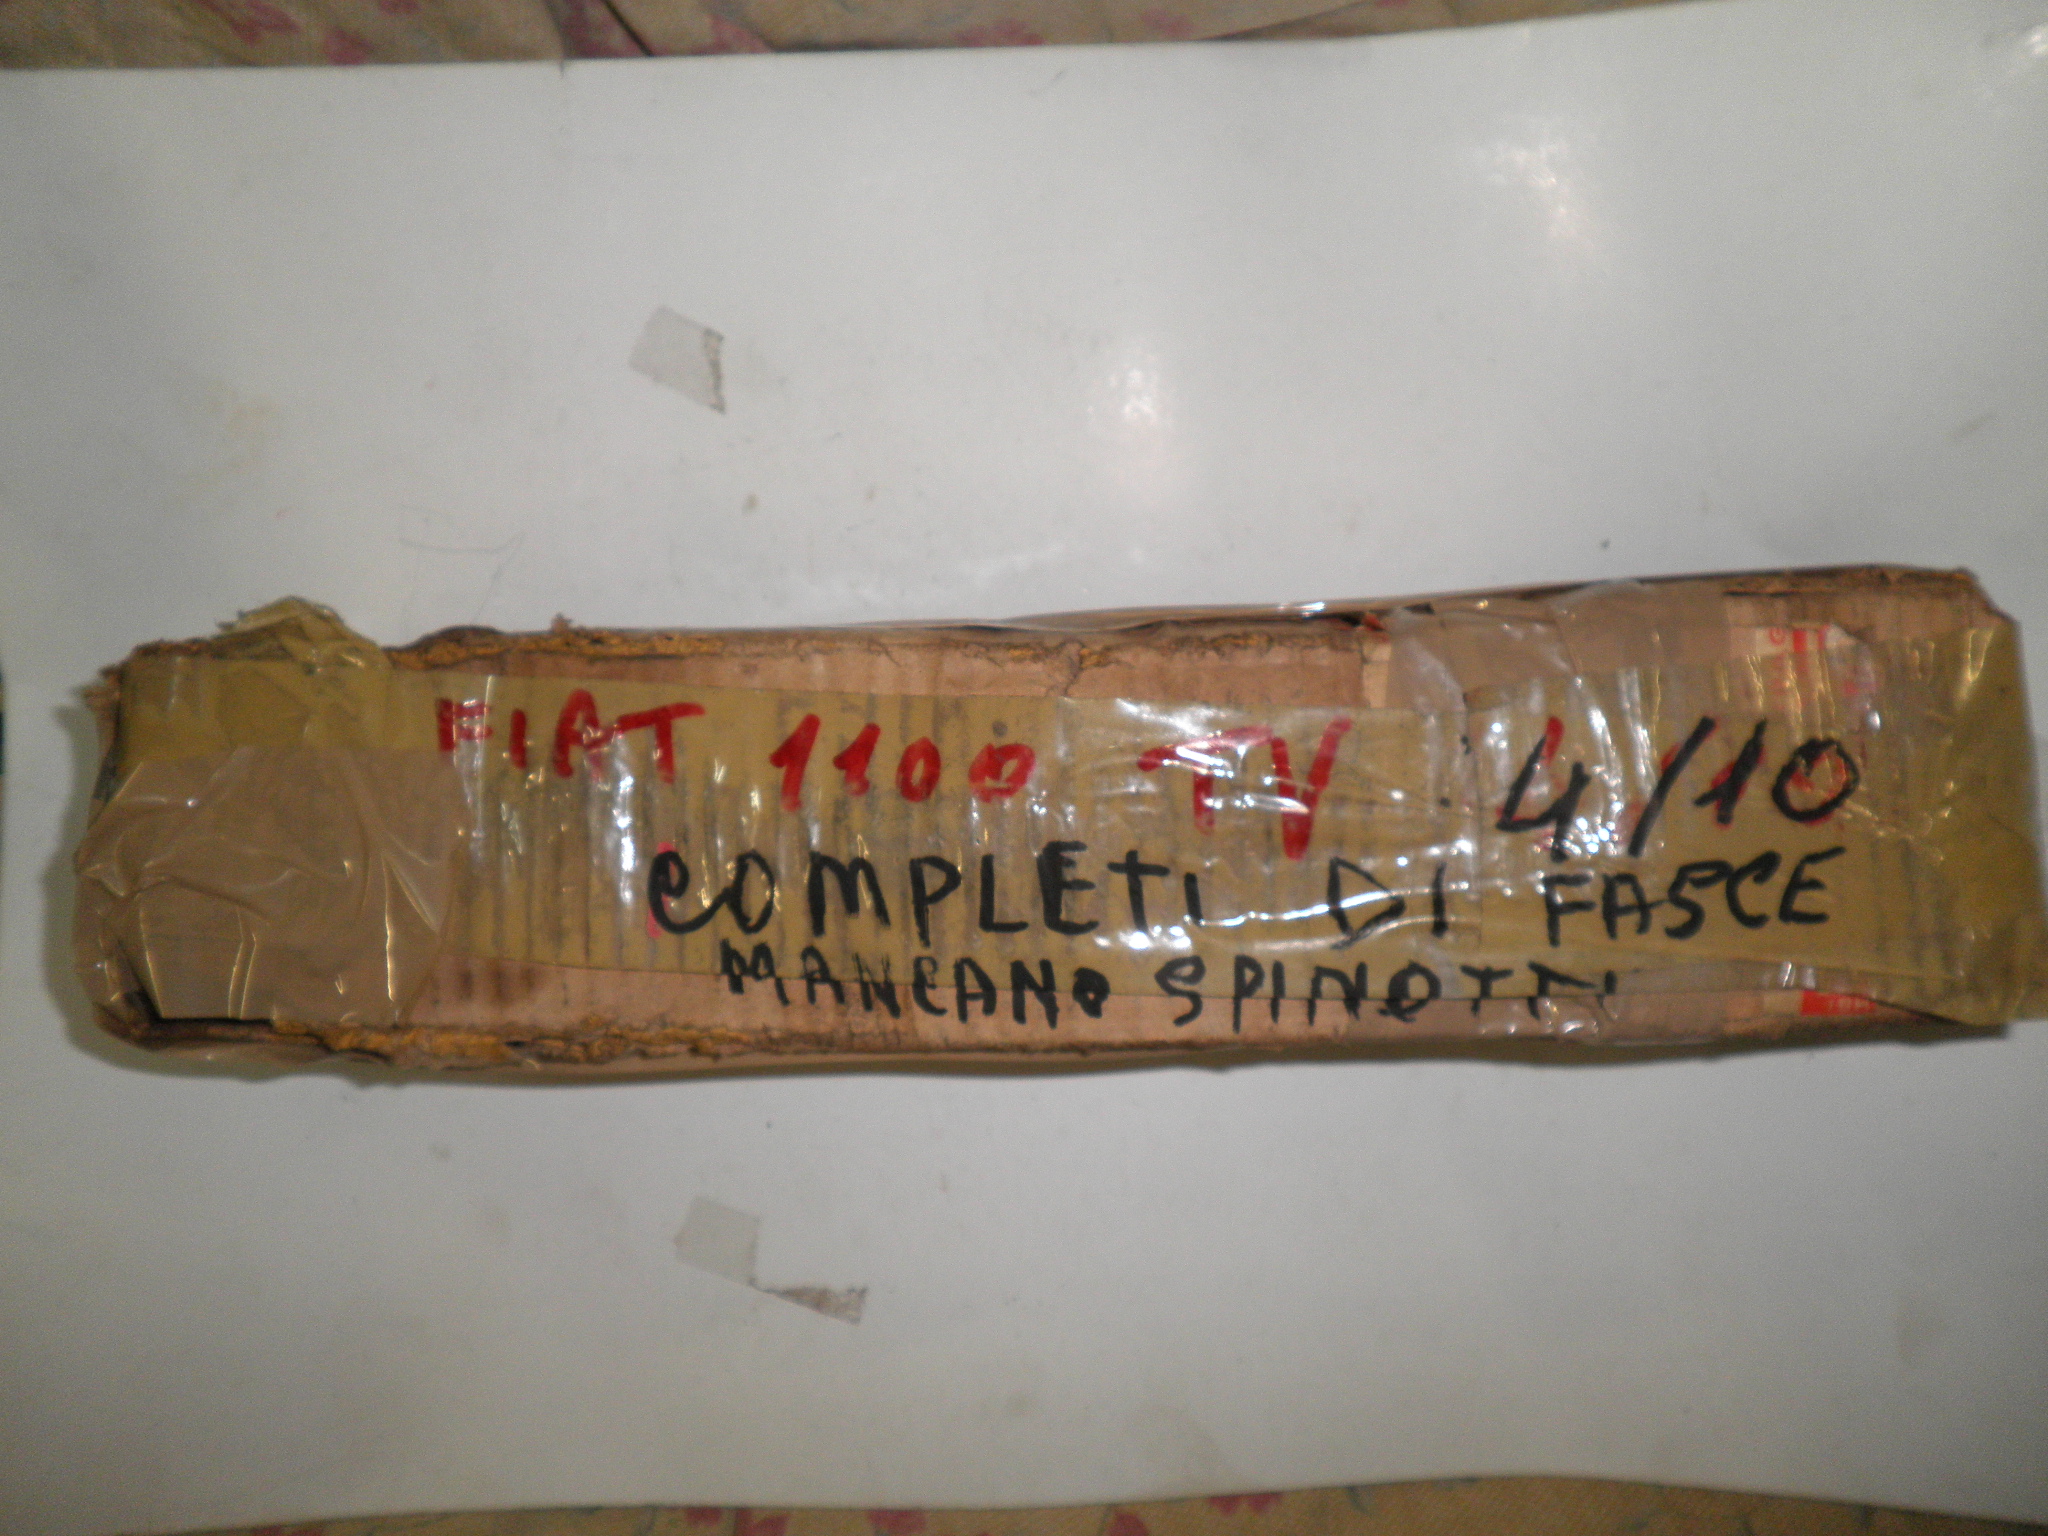 FIAT 1100 TV 4/10
COMPLETI DI FASCE
MANCANO SPINOTTI